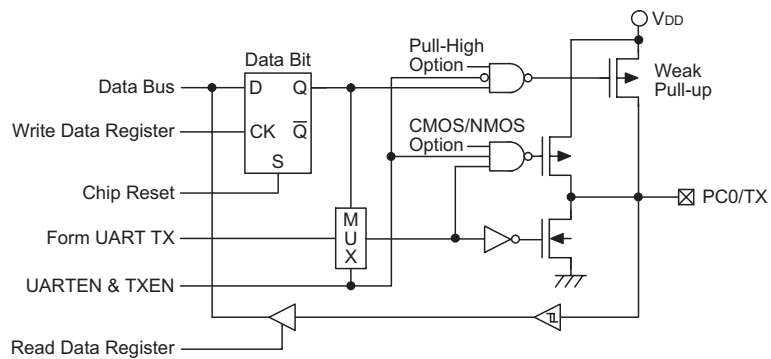 VDD
Pull-High
Option
Weak
Pull-up
Data Bit
Data Bus
D
Q
Write Data Register
CK
Q
S
CMOS/NMOS
Option
Chip Reset
PC0/TX
Form UART TX
M
U
X
UARTEN & TXEN
Read Data Register